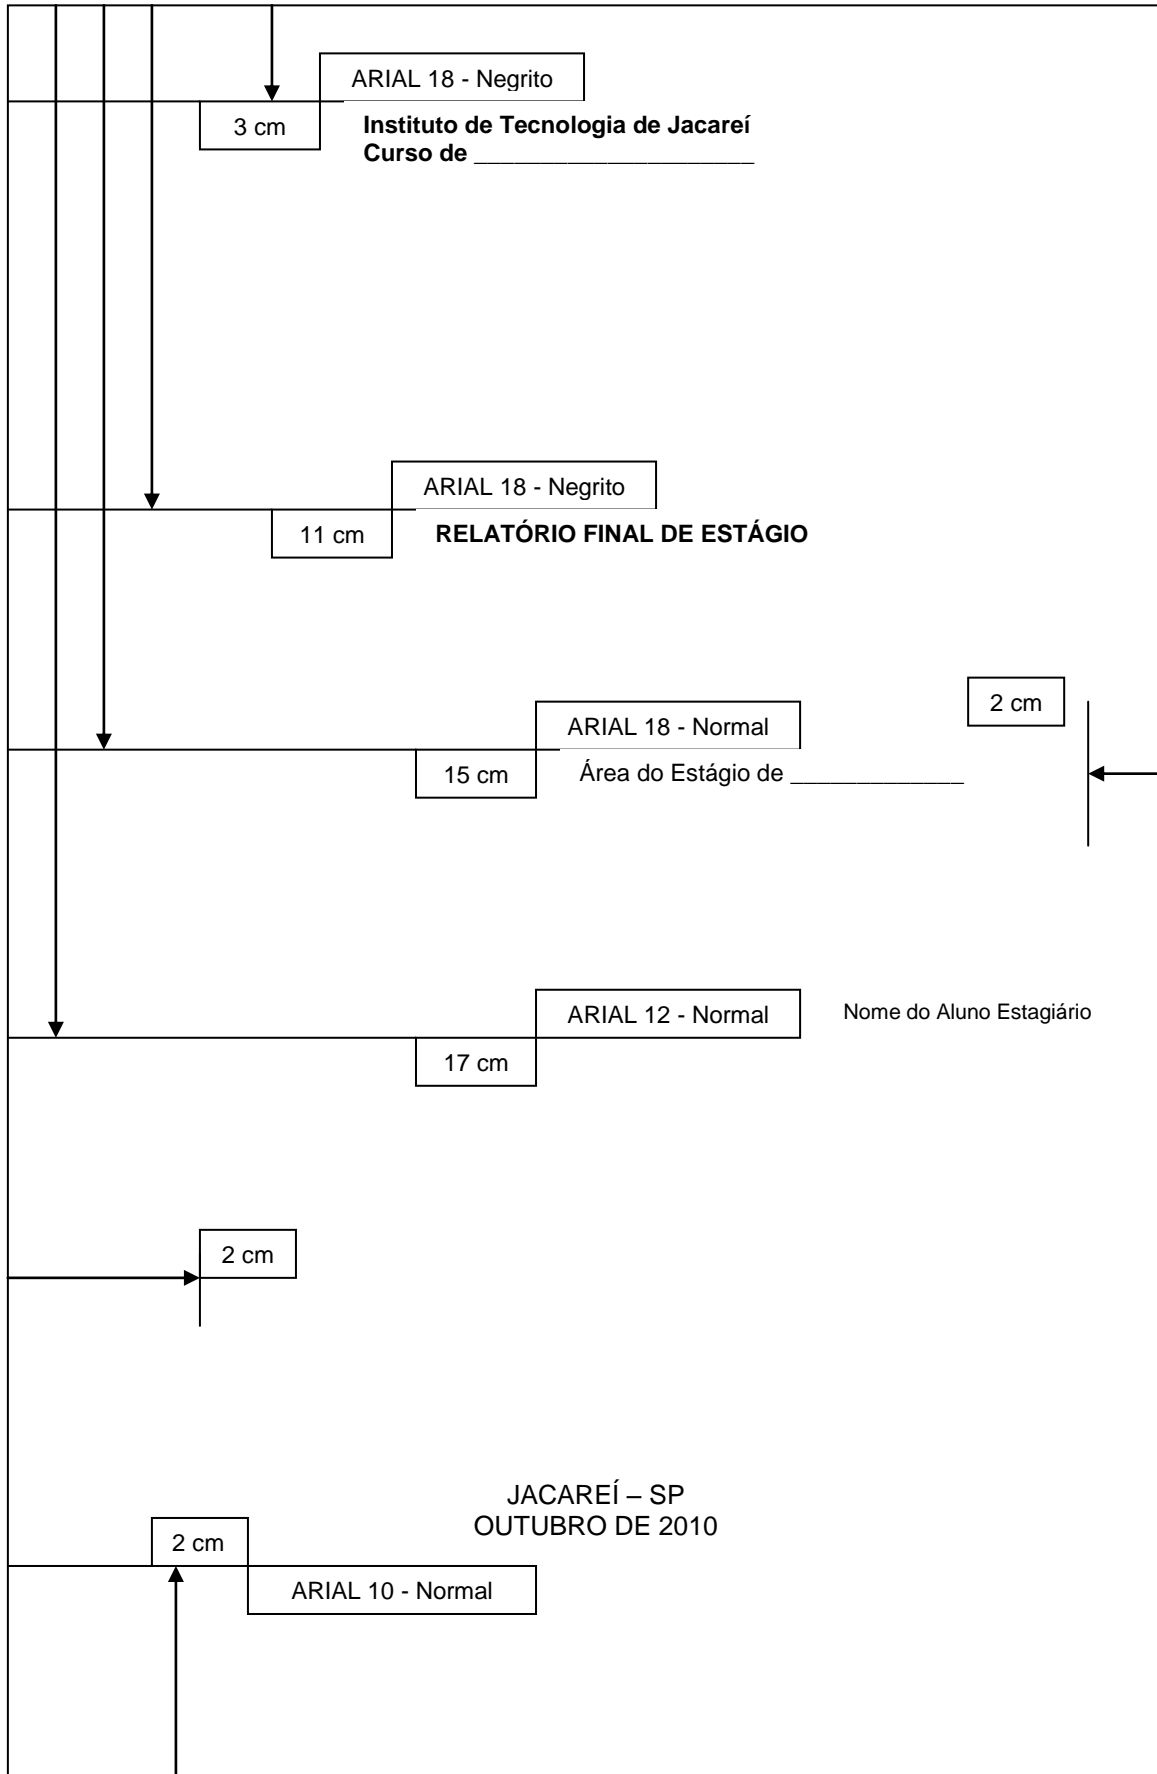 ARIAL 18 - Negrito
3 cm
Instituto de Tecnologia de Jacareí
Curso de _____________________
ARIAL 18 - Negrito
11 cm
RELATÓRIO FINAL DE ESTÁGIO
2 cm
ARIAL 18 - Normal
15 cm
Área do Estágio de _____________
ARIAL 12 - Normal
Nome do Aluno Estagiário
17 cm
2 cm
JACAREÍ – SP
OUTUBRO DE 2010
2 cm
ARIAL 10 - Normal